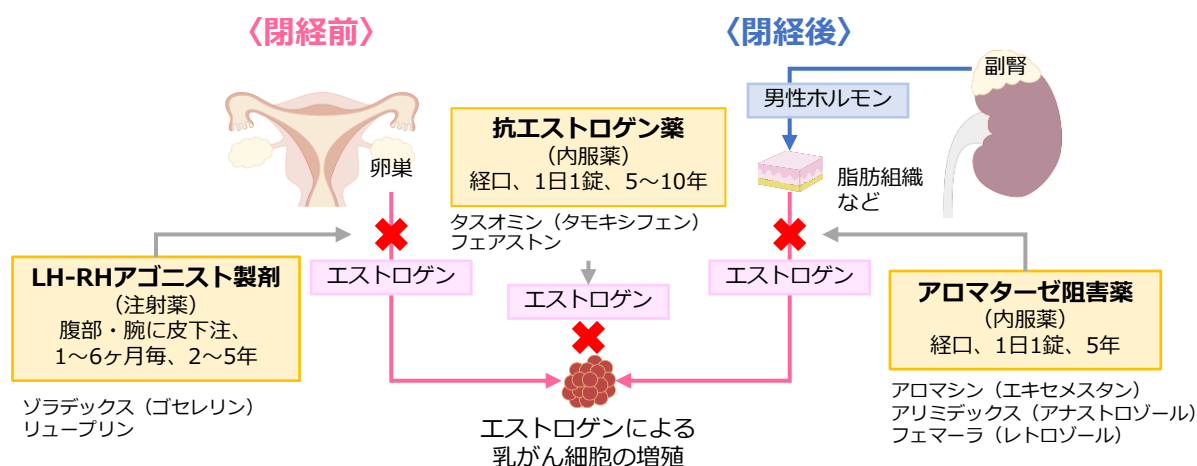 〈閉経前〉
〈閉経後〉
副腎
男性ホルモン
卵巣
抗エストロゲン薬
（内服薬）
経口、1日1錠、5～10年
脂肪組織
など
タスオミン（タモキシフェン）
フェアストン
LH-RHアゴニスト製剤
（注射薬）
腹部・腕に皮下注、
1～6ヶ月毎、2～5年
エストロゲン
エストロゲン
エストロゲン
アロマターゼ阻害薬
（内服薬）
経口、1日1錠、5年
ゾラデックス（ゴセレリン）
リュープリン
アロマシン（エキセメスタン）
アリミデックス（アナストロゾール）
フェマーラ（レトロゾール）
エストロゲンによる
乳がん細胞の増殖